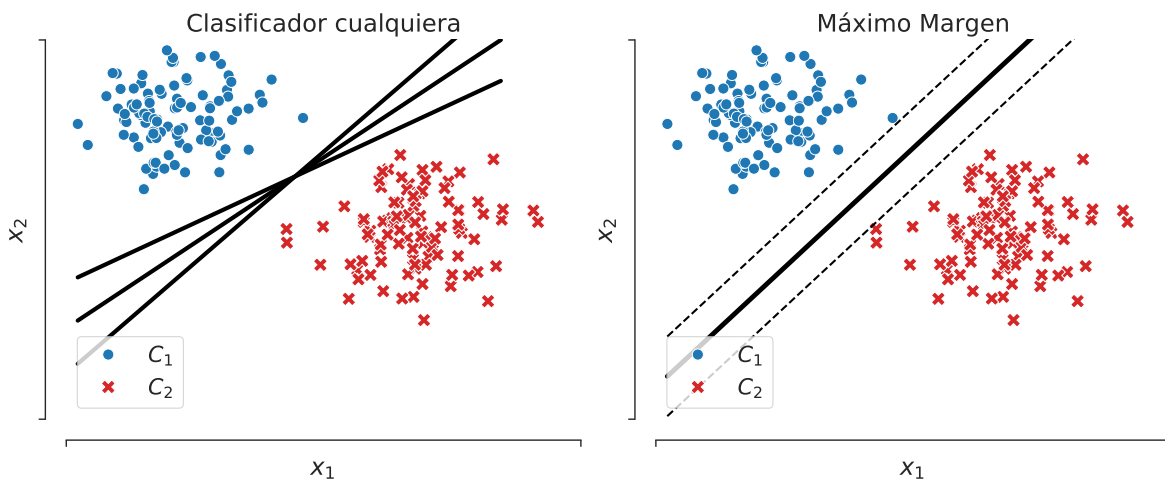 Clasificador cualquiera
x₂
C₁
C₂
x₁
Máximo Margen
x₂
C₁
C₂
x₁